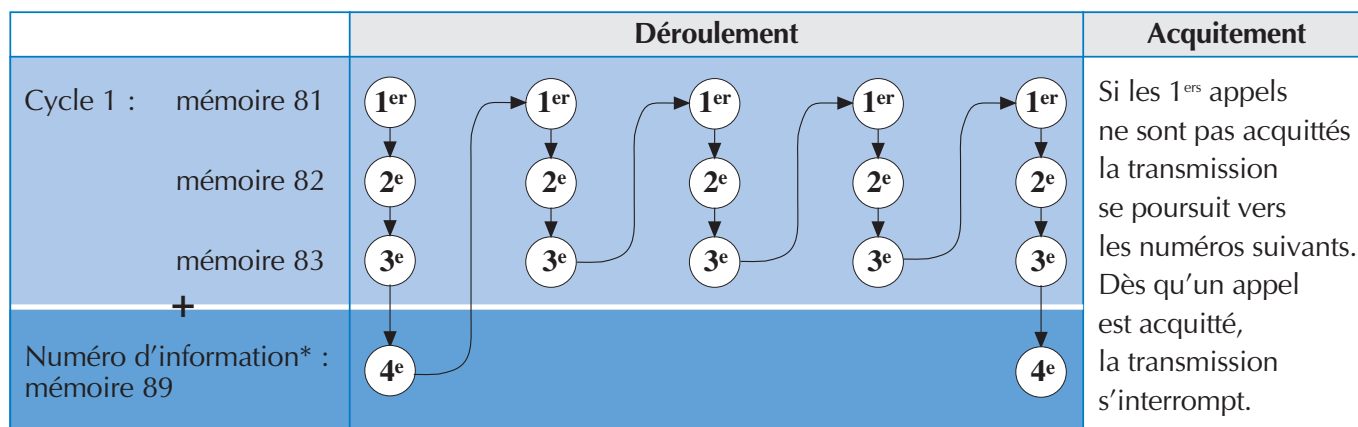 Déroulement Acquitement
Cycle 1 : mémoire 81 1er 1er 1er 1er 1er
mémoire 82 2e 2e 2e 2e 2e
mémoire 83 3e 3e 3e 3e 3e
+
Numéro d'information* :
mémoire 89
4e 4e
Si les 1ers appels
ne sont pas acquittés
la transmission
se poursuit vers
les numéros suivants.
Dès qu'un appel
est acquitté,
la transmission
s'interrompt.